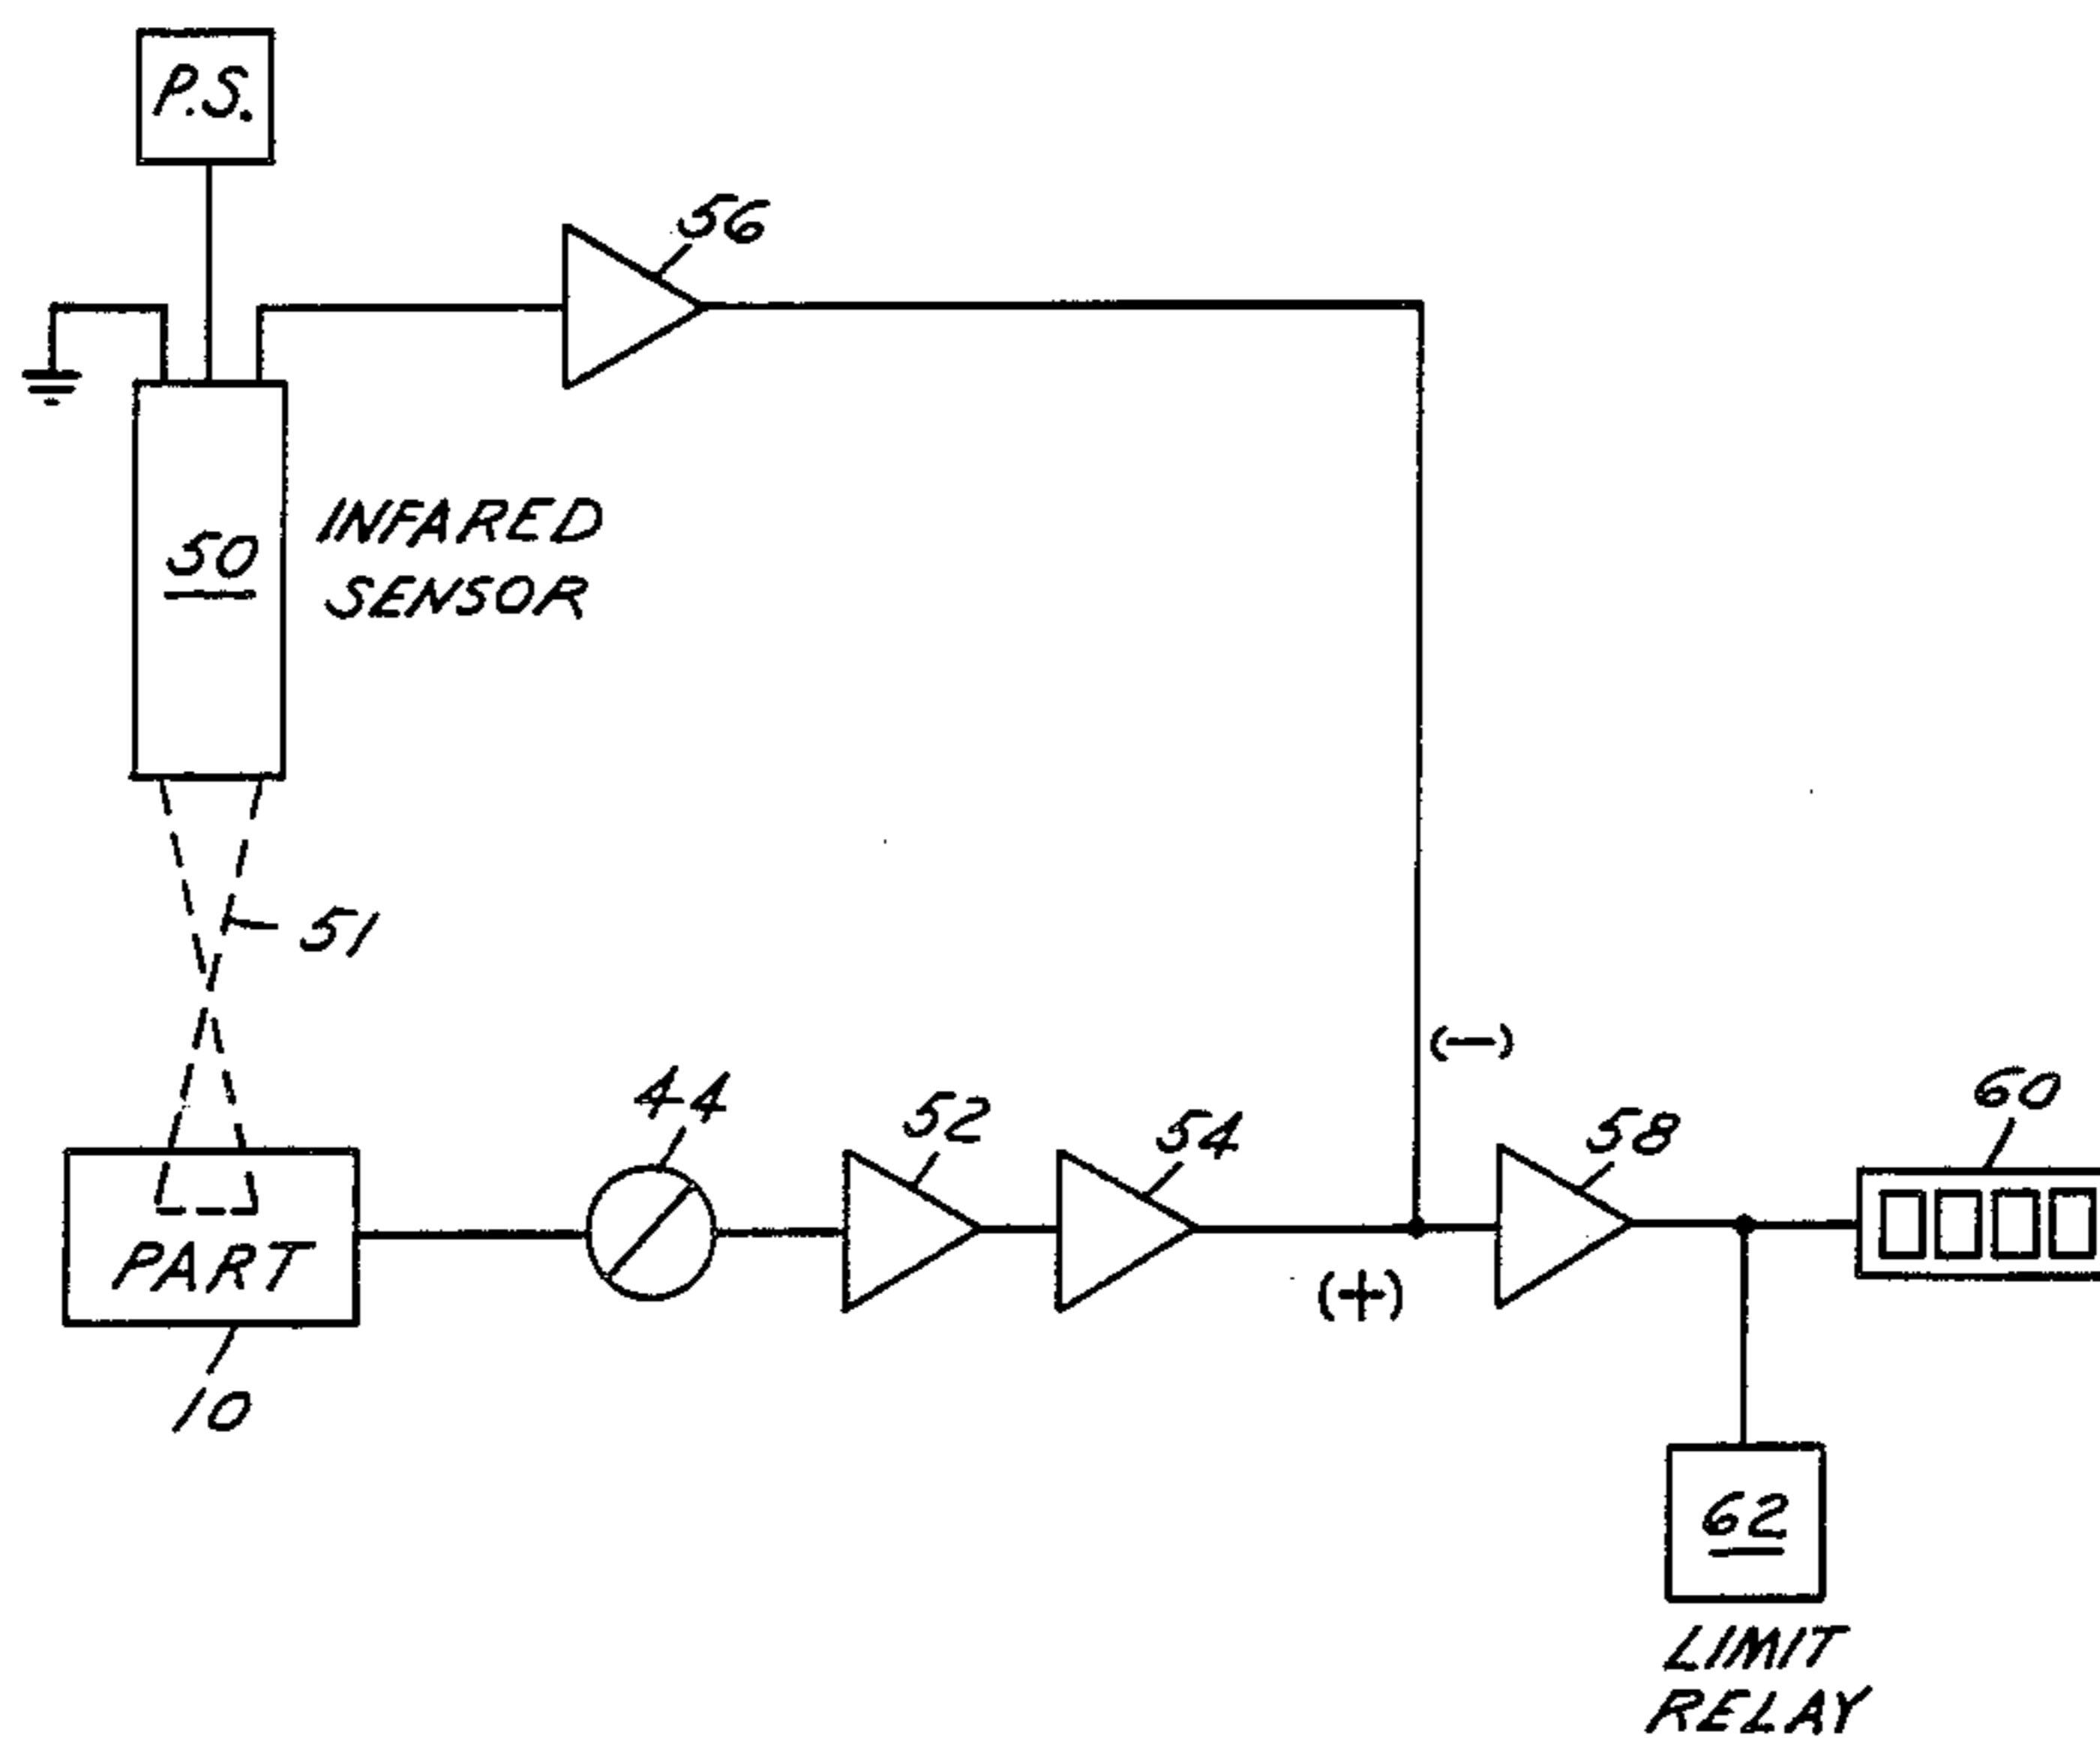 P.S.
56
50
INFARED
SENSOR
51
44
52
54
(—)
58
60
PART
(+)
10
62
LIMIT
RELAY